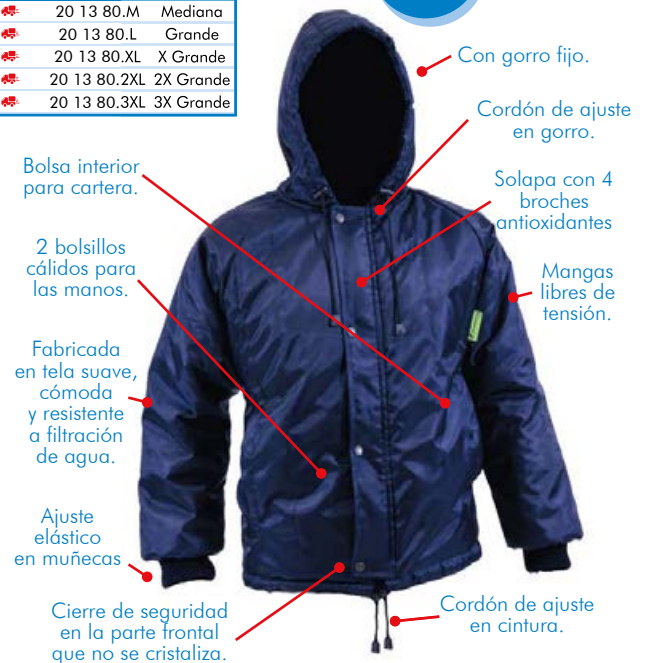 20 13 80.M Mediana
20 13 80.L Grande
20 13 80.XL X Grande
20 13 80.2XL 2X Grande
20 13 80.3XL 3X Grande
Con gorro fijo.
Cordón de ajuste
en gorro.
Bolsa interior
para cartera.
Solapa con 4
broches
antioxidantes
2 bolsillos
cálidos para
las manos.
Mangas
libres de
tensión.
Fabricada
en tela suave,
cómoda
y resistente
a filtración
de agua.
Ajuste
elástico
en muñecas
Cierre de seguridad
en la parte frontal
que no se cristaliza.
Cordón de ajuste
en cintura.